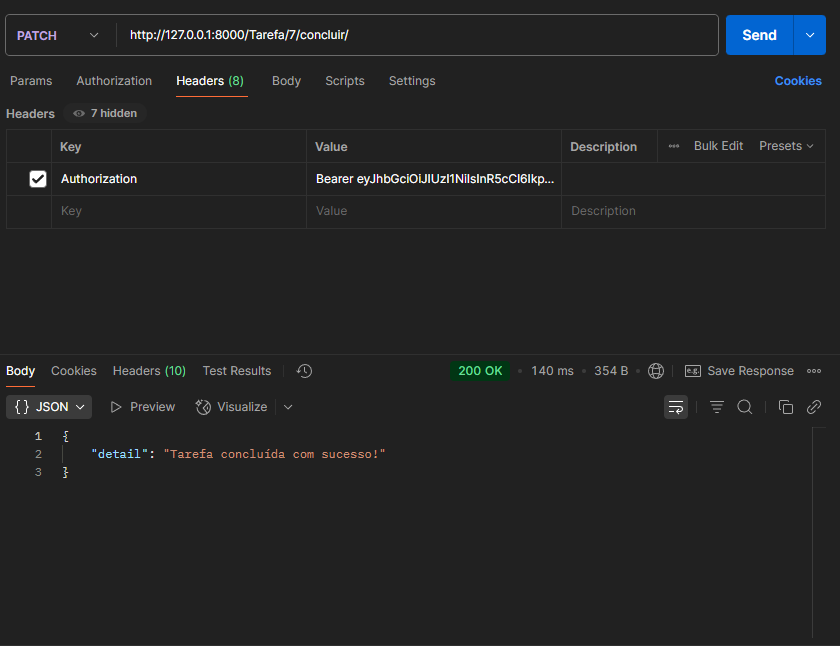 PATCH http://127.0.0.1:8000/Tarefa/7/concluir/ Send
Params Authorization Headers (8) Body Scripts Settings Cookies
Headers 7 hidden
Key Value Description Bulk Edit Presets
Authorization Bearer eyJhbGciOiJIUzI1NiIsInR5cCI6Ikp...
Key Value Description
Body Cookies Headers (10) Test Results 200 OK • 140 ms • 354 B • e.g. Save Response
{} JSON Preview Visualize
1 {
2 "detail": "Tarefa concluída com sucesso!"
3 }